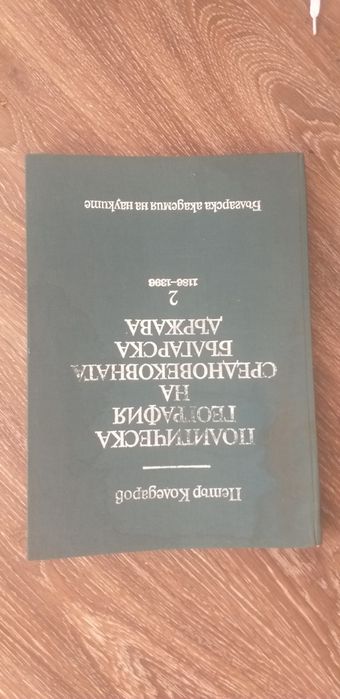 Петър Коледаров
ПОЛИТИЧЕСКА
ГЕОГРАФИЯ
НА
СРЕДНОВЕКОВНАТА
БЪЛГАРСКА
ДЪРЖАВА
2
1186–1396
Българска академия на науките